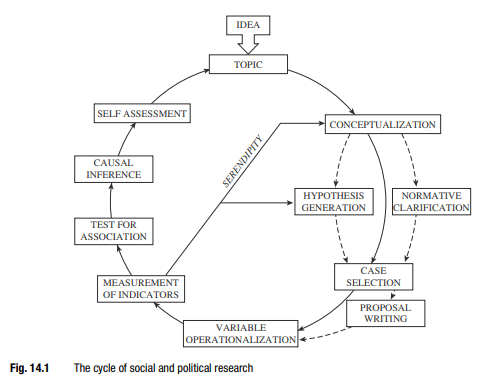 IDEA
TOPIC
SELF ASSESSMENT
CONCEPTUALIZATION
SERENDIPITY
CAUSAL
INFERENCE
HYPOTHESIS
GENERATION
NORMATIVE
CLARIFICATION
TEST FOR
ASSOCIATION
CASE
SELECTION
MEASUREMENT
OF INDICATORS
PROPOSAL
WRITING
VARIABLE
OPERATIONALIZATION
Fig. 14.1 The cycle of social and political research